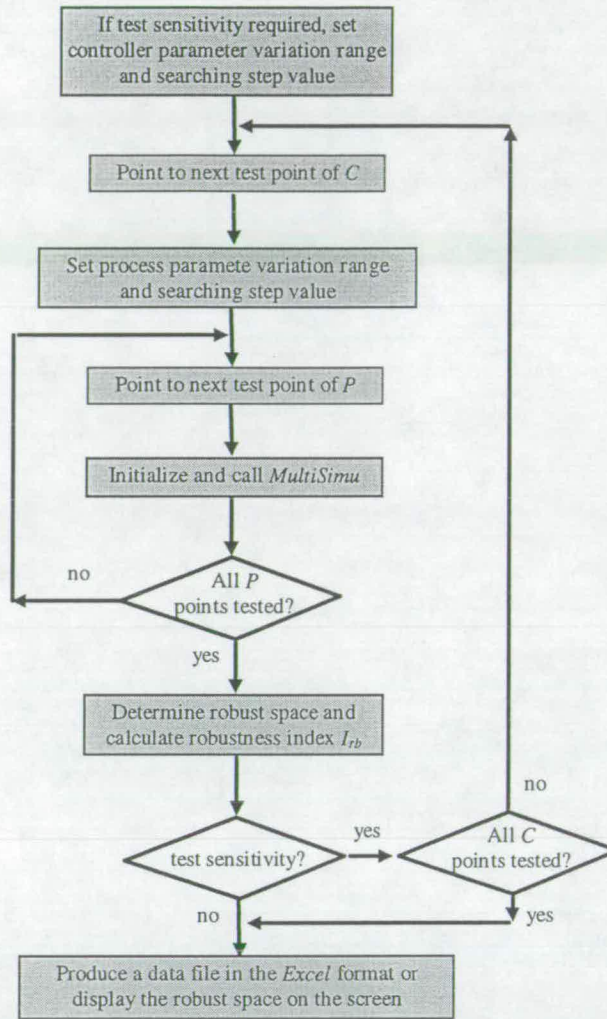 If test sensitivity required, set
controller parameter variation range
and searching step value
Point to next test point of C
Set process paramete variation range
and searching step value
Point to next test point of P
Initialize and call MultiSimu
no
All P
points tested?
yes
Determine robust space and
calculate robustness index I_rb
no
yes
test sensitivity?
All C
points tested?
no
yes
Produce a data file in the Excel format or
display the robust space on the screen